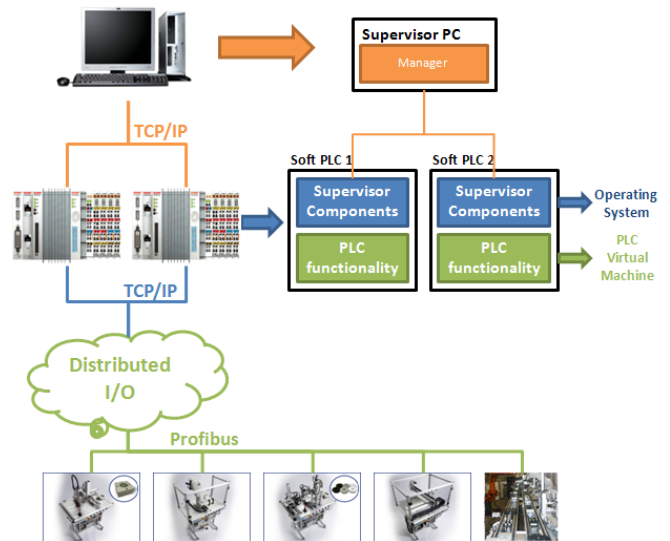 Supervisor PC
Manager
TCP/IP
Soft PLC 1
Soft PLC 2
Supervisor
Components
Supervisor
Components
Operating
System
PLC
functionality
PLC
functionality
PLC
Virtual
Machine
TCP/IP
Distributed
I/O
Profibus